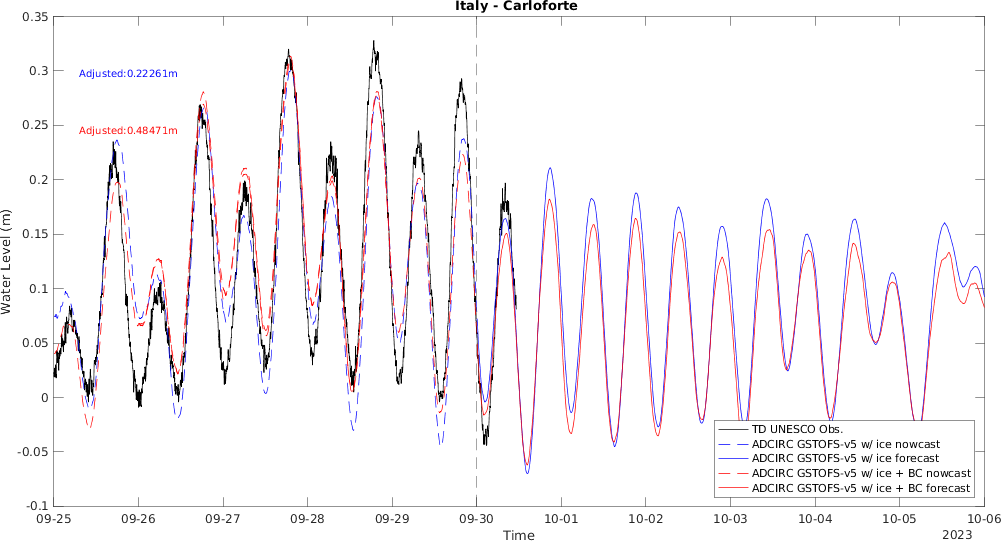 Italy - Carloforte
0.35
0.3
0.25
0.2
0.15
0.1
0.05
0
-0.05
-0.1
Water Level (m)
Adjusted:0.22261m
Adjusted:0.48471m
TD UNESCO Obs.
ADCIRC GSTOFS-v5 w/ ice nowcast
ADCIRC GSTOFS-v5 w/ ice forecast
ADCIRC GSTOFS-v5 w/ ice + BC nowcast
ADCIRC GSTOFS-v5 w/ ice + BC forecast
09-25 09-26 09-27 09-28 09-29 09-30 10-01 10-02 10-03 10-04 10-05 10-06
Time
2023